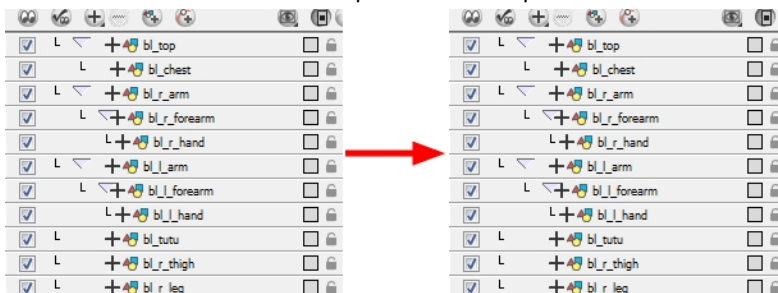 bl_top
bl_chest
bl_r_arm
bl_r_forearm
bl_r_hand
bl_l_arm
bl_l_forearm
bl_l_hand
bl_tutu
bl_r_thigh
bl_r_leg
bl_top
bl_chest
bl_r_arm
bl_r_forearm
bl_r_hand
bl_l_arm
bl_l_forearm
bl_l_hand
bl_tutu
bl_r_thigh
bl_r_leg